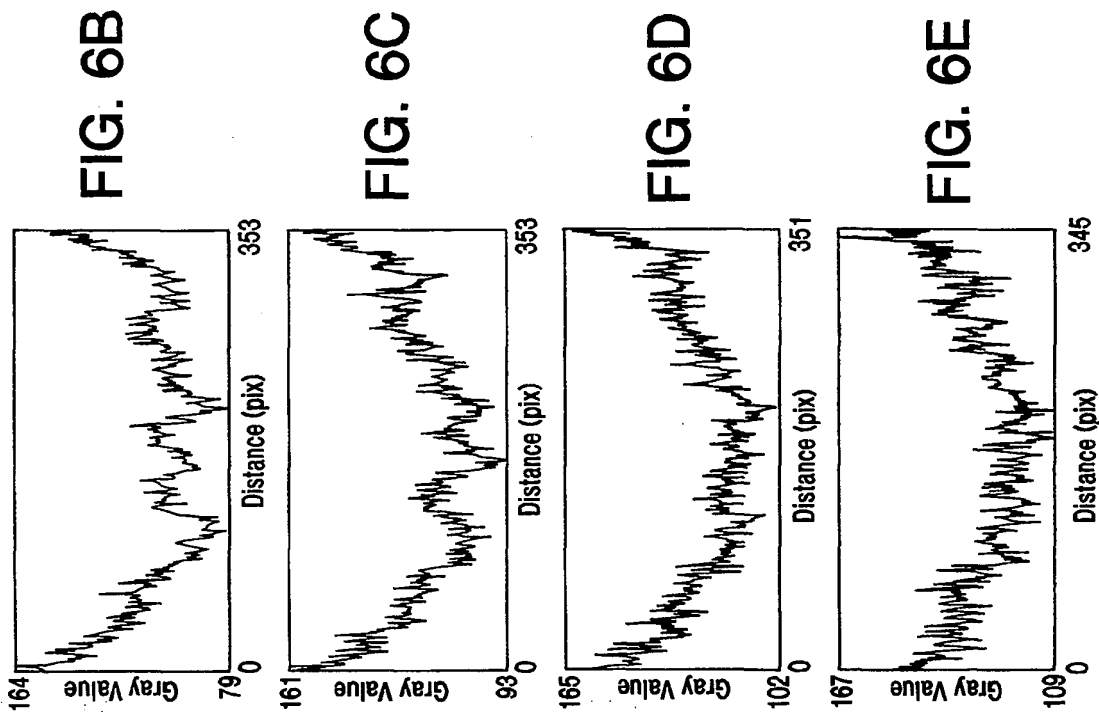 FIG. 6B
164
Gray Value
79
0
Distance (pix)
353
FIG. 6C
161
Gray Value
93
0
Distance (pix)
353
FIG. 6D
165
Gray Value
102
0
Distance (pix)
351
FIG. 6E
167
Gray Value
109
0
Distance (pix)
345